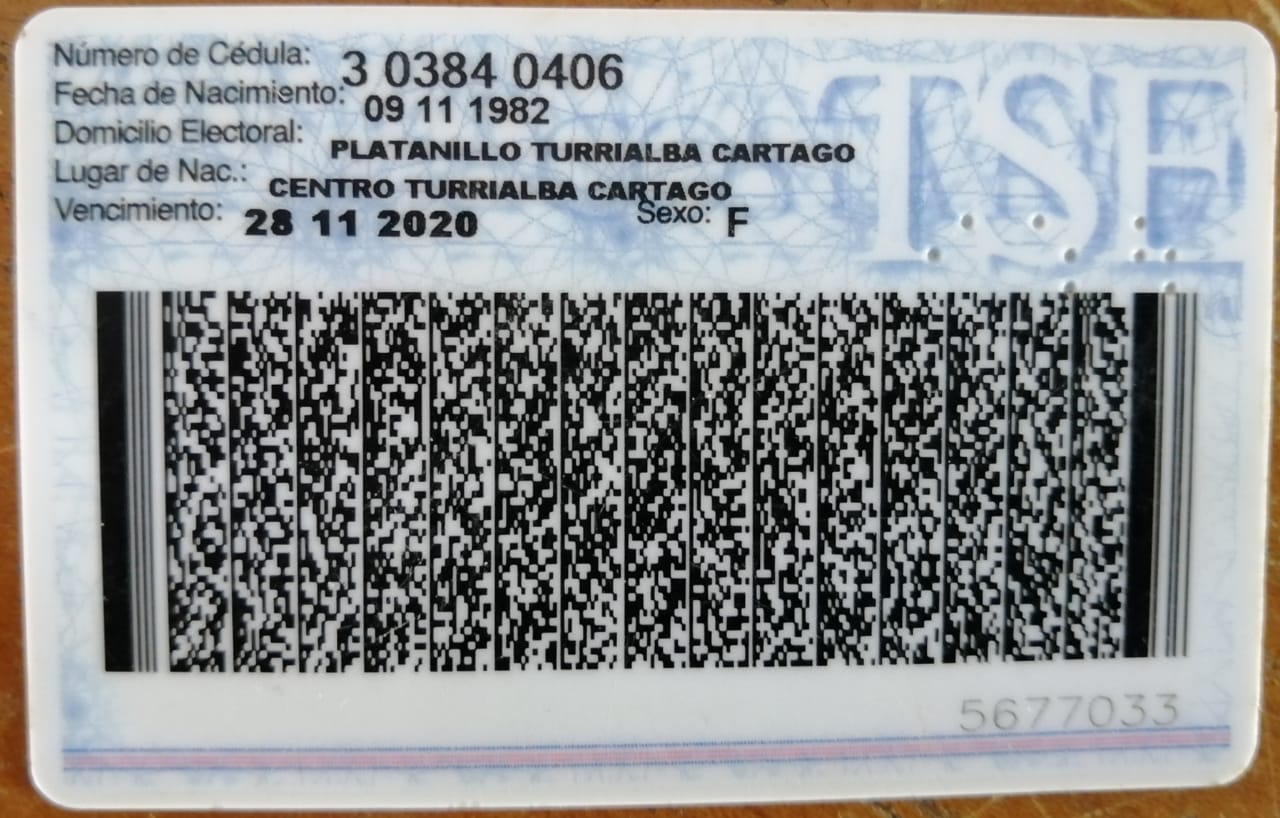 Número de Cédula: 3 0384 0406
Fecha de Nacimiento: 09 11 1982
Domicilio Electoral: PLATANILLO TURRIALBA CARTAGO
Lugar de Nac.: CENTRO TURRIALBA CARTAGO
Vencimiento: 28 11 2020 Sexo: F
TSE
5677033